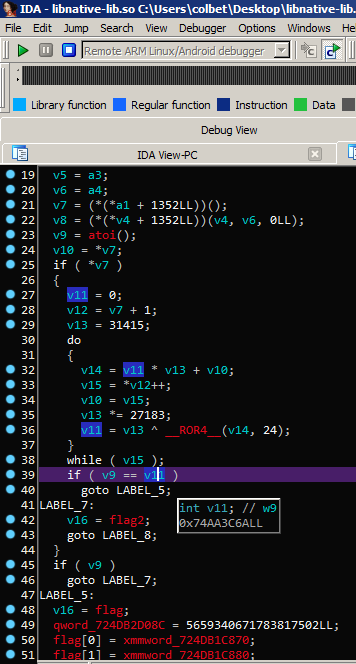 IDA - libnative-lib.so C:\Users\colbet\Desktop\libnative-lib.
File Edit Jump Search View Debugger Options Windows Help
Remote ARM Linux/Android debugger
Library function Regular function Instruction Data
Debug View
IDA View-PC
19 v5 = a3;
20 v6 = a4;
21 v7 = (*(*a1 + 1352LL))();
22 v8 = (*(*v4 + 1352LL))(v4, v6, 0LL);
23 v9 = atoi();
24 v10 = *v7;
25 if ( *v7 )
26 {
27 v11 = 0;
28 v12 = v7 + 1;
29 v13 = 31415;
30 do
31 {
32 v14 = v11 * v13 + v10;
33 v15 = *v12++;
34 v10 = v15;
35 v13 *= 27183;
36 v11 = v13 ^ __ROR4__(v14, 24);
37 }
38 while ( v15 );
39 if ( v9 == v11 )
40 goto LABEL_5;
41 LABEL_7:
int v11; // w9
42 v16 = flag2;
0x74AA3C6ALL
43 goto LABEL_8;
44 }
45 if ( v9 )
46 goto LABEL_7;
47 LABEL_5:
48 v16 = flag;
49 qword_724DB2D08C = 5659340671783817502LL;
50 flag[0] = xmmword_724DB1C870;
51 flag[1] = xmmword_724DB1C880;